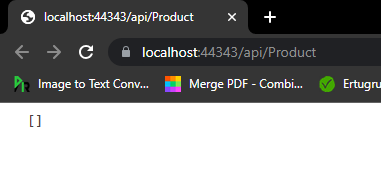 localhost:44343/api/Product
localhost:44343/api/Product
Image to Text Conv... Merge PDF - Combi... Ertugru
[]